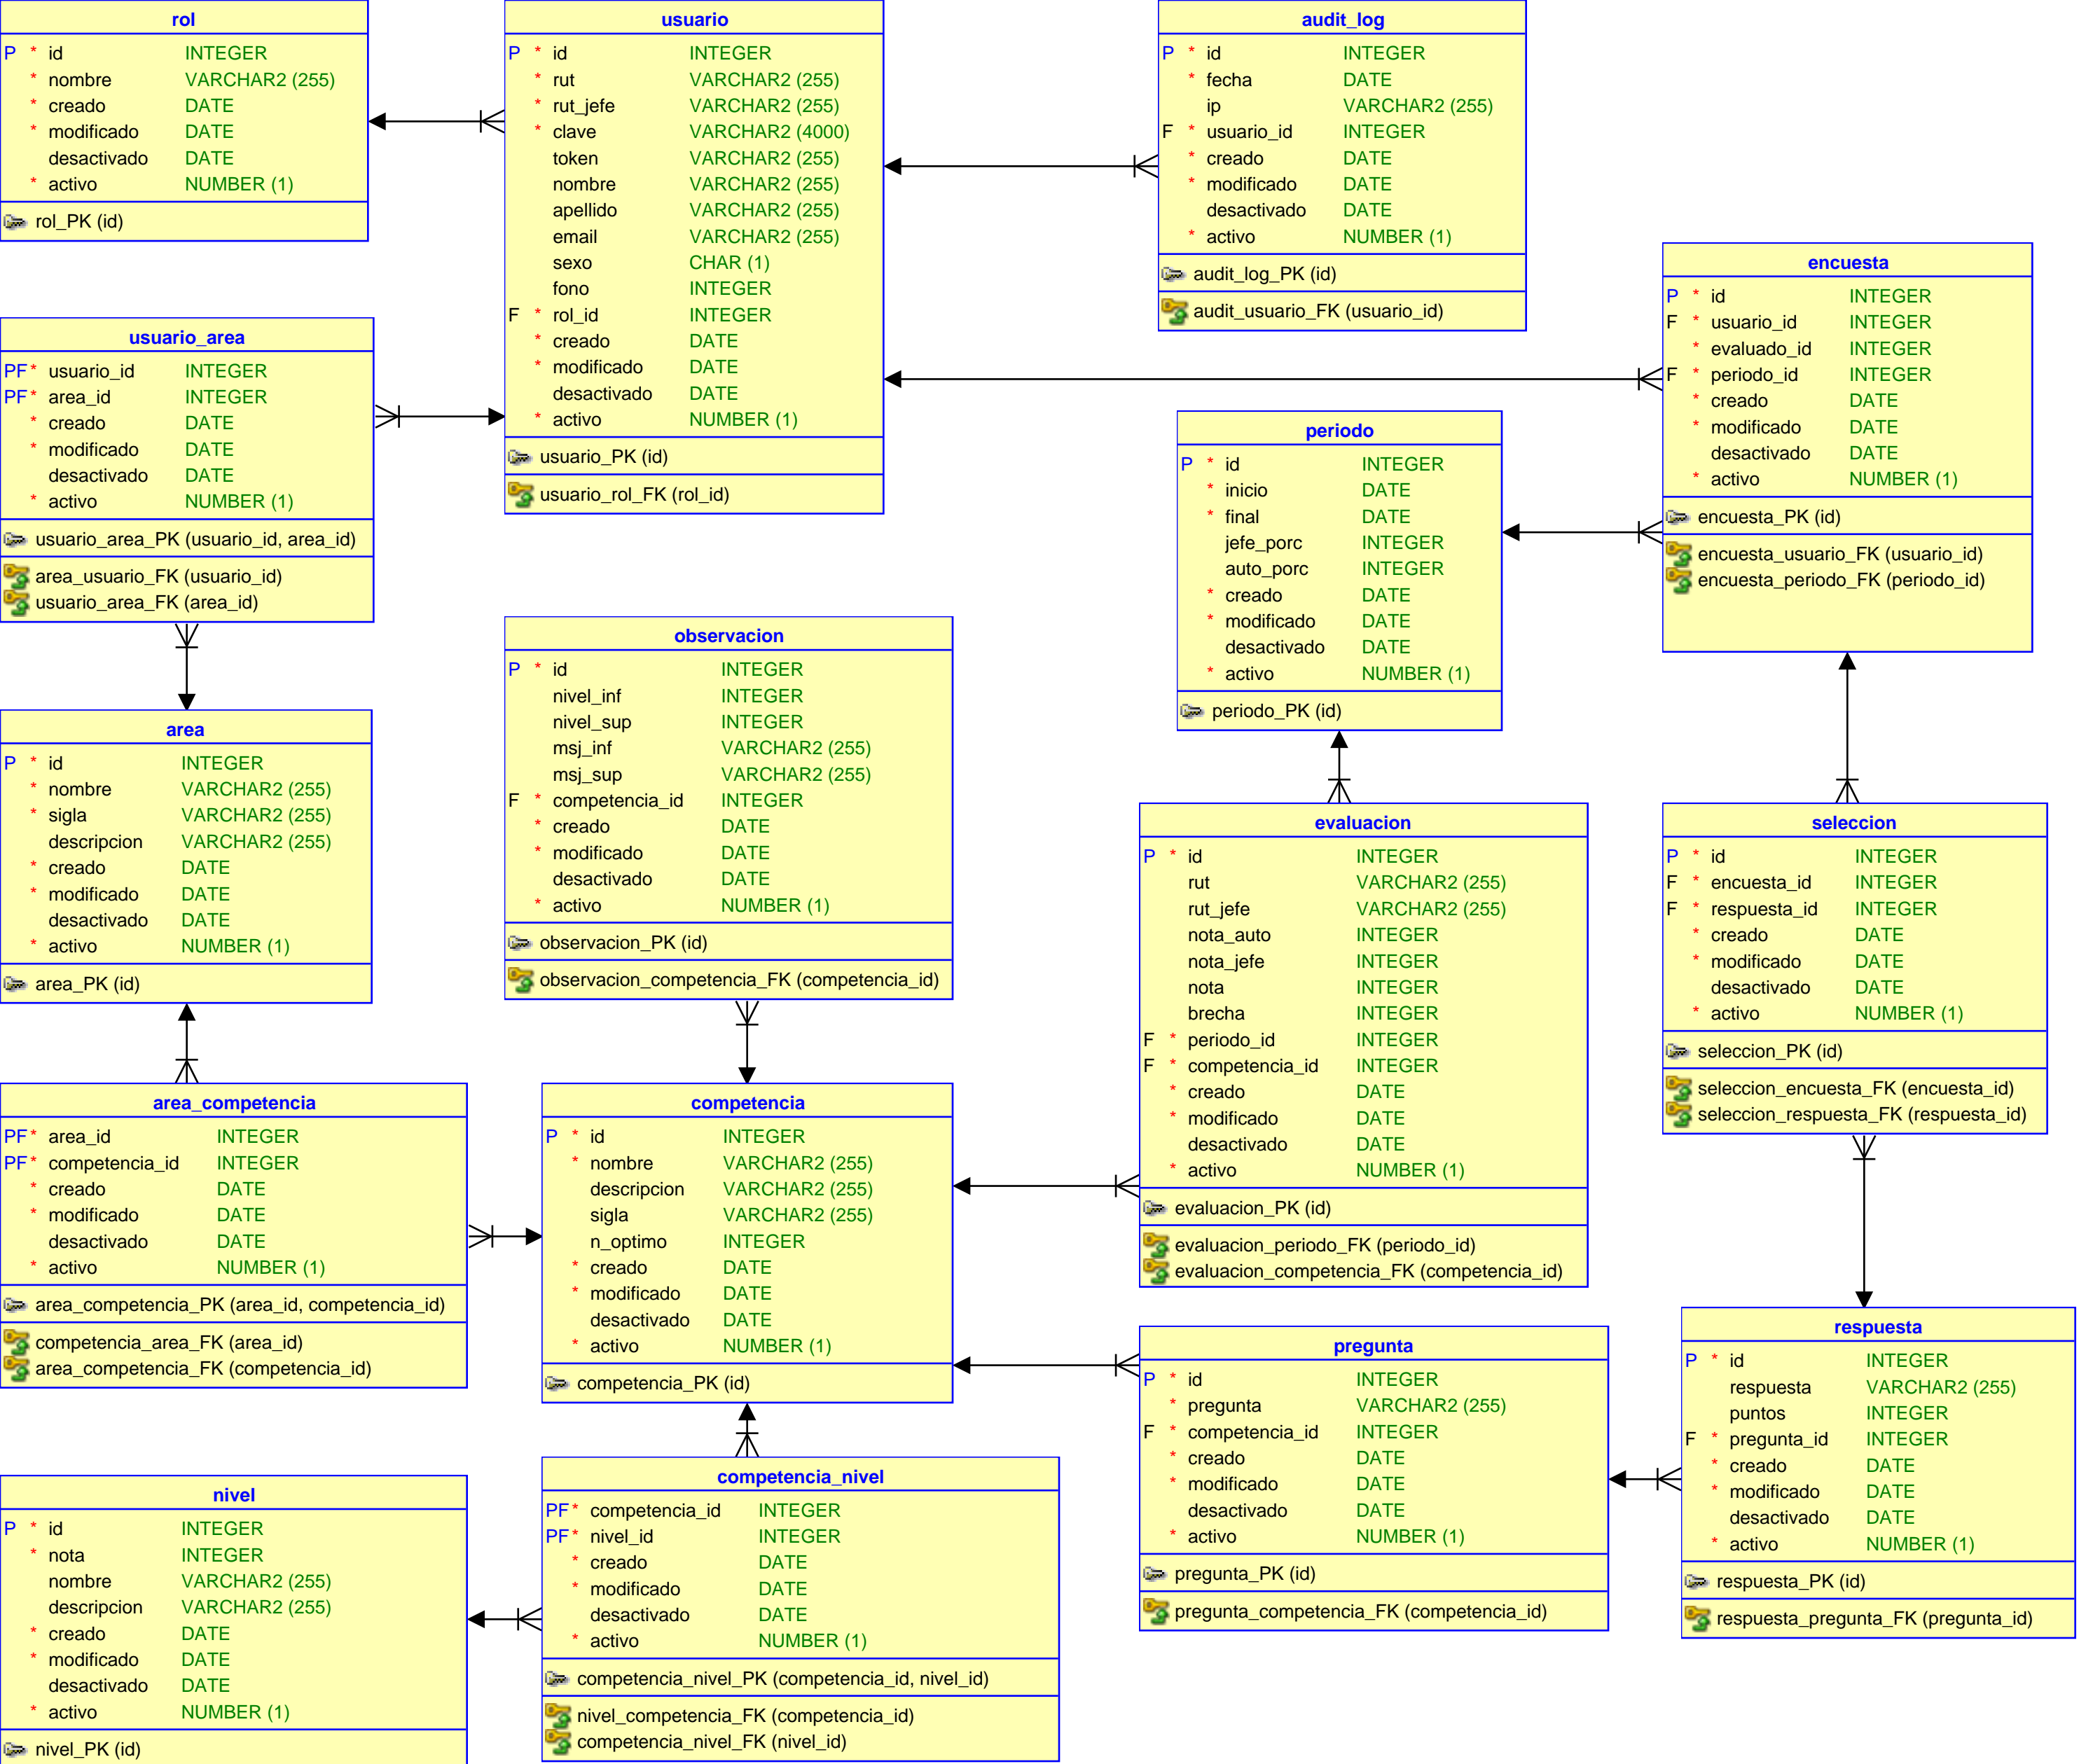 rol
P * id INTEGER
* nombre VARCHAR2 (255)
* creado DATE
* modificado DATE
desactivado DATE
* activo NUMBER (1)
rol_PK (id)
usuario
P * id INTEGER
* rut VARCHAR2 (255)
* rut_jefe VARCHAR2 (255)
* clave VARCHAR2 (4000)
token VARCHAR2 (255)
nombre VARCHAR2 (255)
apellido VARCHAR2 (255)
email VARCHAR2 (255)
sexo CHAR (1)
fono INTEGER
F * rol_id INTEGER
* creado DATE
* modificado DATE
desactivado DATE
* activo NUMBER (1)
usuario_PK (id)
usuario_rol_FK (rol_id)
audit_log
P * id INTEGER
* fecha DATE
ip VARCHAR2 (255)
F * usuario_id INTEGER
* creado DATE
* modificado DATE
desactivado DATE
* activo NUMBER (1)
audit_log_PK (id)
audit_usuario_FK (usuario_id)
encuesta
P * id INTEGER
F * usuario_id INTEGER
* evaluado_id INTEGER
F * periodo_id INTEGER
* creado DATE
* modificado DATE
desactivado DATE
* activo NUMBER (1)
encuesta_PK (id)
encuesta_usuario_FK (usuario_id)
encuesta_periodo_FK (periodo_id)
usuario_area
PF * usuario_id INTEGER
PF * area_id INTEGER
* creado DATE
* modificado DATE
desactivado DATE
* activo NUMBER (1)
usuario_area_PK (usuario_id, area_id)
area_usuario_FK (usuario_id)
usuario_area_FK (area_id)
periodo
P * id INTEGER
* inicio DATE
* final DATE
jefe_porc INTEGER
auto_porc INTEGER
* creado DATE
* modificado DATE
desactivado DATE
* activo NUMBER (1)
periodo_PK (id)
observacion
P * id INTEGER
nivel_inf INTEGER
nivel_sup INTEGER
msj_inf VARCHAR2 (255)
msj_sup VARCHAR2 (255)
F * competencia_id INTEGER
* creado DATE
* modificado DATE
desactivado DATE
* activo NUMBER (1)
observacion_PK (id)
observacion_competencia_FK (competencia_id)
area
P * id INTEGER
* nombre VARCHAR2 (255)
* sigla VARCHAR2 (255)
descripcion VARCHAR2 (255)
* creado DATE
* modificado DATE
desactivado DATE
* activo NUMBER (1)
area_PK (id)
evaluacion
P * id INTEGER
rut VARCHAR2 (255)
rut_jefe VARCHAR2 (255)
nota_auto INTEGER
nota_jefe INTEGER
nota INTEGER
brecha INTEGER
F * periodo_id INTEGER
F * competencia_id INTEGER
* creado DATE
* modificado DATE
desactivado DATE
* activo NUMBER (1)
evaluacion_PK (id)
evaluacion_periodo_FK (periodo_id)
evaluacion_competencia_FK (competencia_id)
seleccion
P * id INTEGER
F * encuesta_id INTEGER
F * respuesta_id INTEGER
* creado DATE
* modificado DATE
desactivado DATE
* activo NUMBER (1)
seleccion_PK (id)
seleccion_encuesta_FK (encuesta_id)
seleccion_respuesta_FK (respuesta_id)
area_competencia
PF * area_id INTEGER
PF * competencia_id INTEGER
* creado DATE
* modificado DATE
desactivado DATE
* activo NUMBER (1)
area_competencia_PK (area_id, competencia_id)
competencia_area_FK (area_id)
area_competencia_FK (competencia_id)
competencia
P * id INTEGER
* nombre VARCHAR2 (255)
descripcion VARCHAR2 (255)
sigla VARCHAR2 (255)
n_optimo INTEGER
* creado DATE
* modificado DATE
desactivado DATE
* activo NUMBER (1)
competencia_PK (id)
pregunta
P * id INTEGER
* pregunta VARCHAR2 (255)
F * competencia_id INTEGER
* creado DATE
* modificado DATE
desactivado DATE
* activo NUMBER (1)
pregunta_PK (id)
pregunta_competencia_FK (competencia_id)
respuesta
P * id INTEGER
respuesta VARCHAR2 (255)
puntos INTEGER
F * pregunta_id INTEGER
* creado DATE
* modificado DATE
desactivado DATE
* activo NUMBER (1)
respuesta_PK (id)
respuesta_pregunta_FK (pregunta_id)
nivel
P * id INTEGER
* nota INTEGER
nombre VARCHAR2 (255)
descripcion VARCHAR2 (255)
* creado DATE
* modificado DATE
desactivado DATE
* activo NUMBER (1)
nivel_PK (id)
competencia_nivel
PF * competencia_id INTEGER
PF * nivel_id INTEGER
* creado DATE
* modificado DATE
desactivado DATE
* activo NUMBER (1)
competencia_nivel_PK (competencia_id, nivel_id)
nivel_competencia_FK (competencia_id)
competencia_nivel_FK (nivel_id)